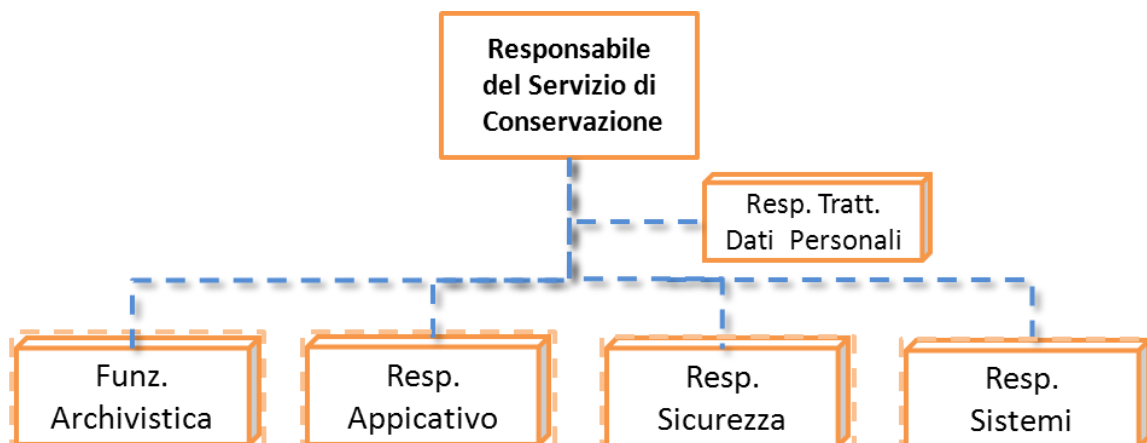 Responsabile
del Servizio di
Conservazione
Resp. Tratt.
Dati Personali
Funz.
Archivistica
Resp.
Appicativo
Resp.
Sicurezza
Resp.
Sistemi